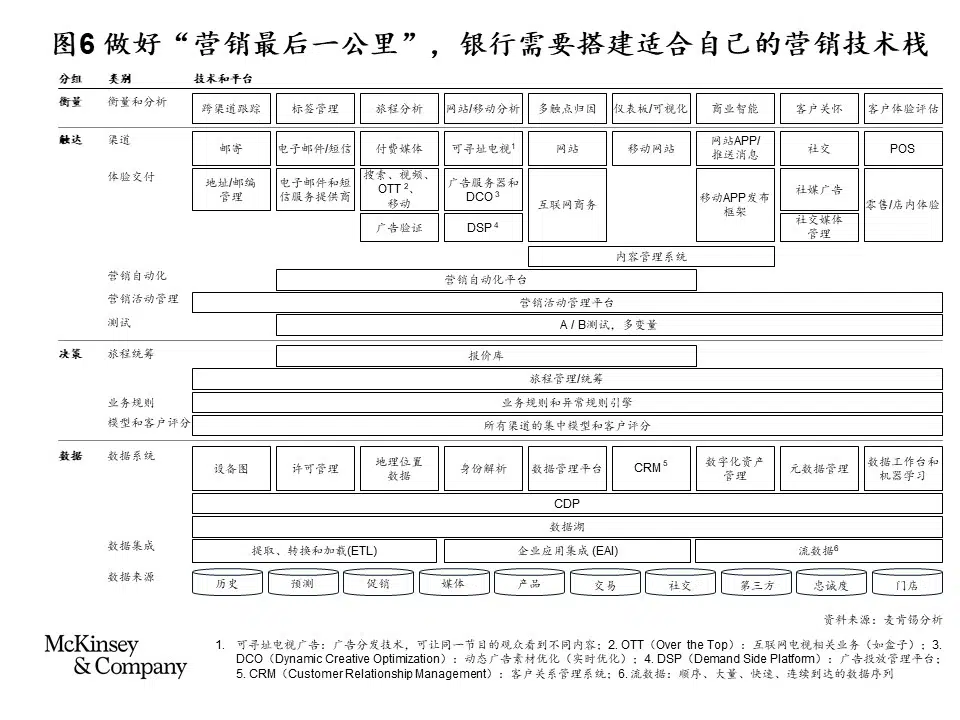 图6 做好“营销最后一公里”，银行需要搭建适合自己的营销技术栈
分组 类别 技术和平台
衡量 衡量和分析 跨渠道跟踪 标签管理 旅程分析 网站/移动分析 多触点归因 仪表板/可视化 商业智能 客户关怀 客户体验评估
触达 渠道 邮寄 电子邮件/短信 付费媒体 可寻址电视1 网站 移动网站 网站APP/
推送消息 社交 POS
体验交付 地址/邮编
管理 电子邮件和短
信服务提供商 搜索、视频、
OTT 2、
移动 广告服务器和
DCO 3 互联网商务 移动APP发布
框架 社媒广告 零售/店内体验
广告验证 DSP 4 社交媒体
管理
内容管理系统
营销自动化 营销自动化平台
营销活动管理 营销活动管理平台
测试 A / B测试，多变量
决策 旅程统筹 报价库
旅程管理/统筹
业务规则 业务规则和异常规则引擎
模型和客户评分 所有渠道的集中模型和客户评分
数据 数据系统 设备图 许可管理 地理位置
数据 身份解析 数据管理平台 CRM 5 数字化资产
管理 元数据管理 数据工作台和
机器学习
CDP
数据湖
数据集成 提取、转换和加载(ETL) 企业应用集成 (EAI) 流数据6
数据来源 历史 预测 促销 媒体 产品 交易 社交 第三方 忠诚度 门店
资料来源：麦肯锡分析
McKinsey
& Company
1. 可寻址电视广告：广告分发技术，可让同一节目的观众看到不同内容；2. OTT（Over the Top）：互联网电视相关业务（如盒子）；3.
DCO（Dynamic Creative Optimization）：动态广告素材优化（实时优化）；4. DSP（Demand Side Platform）：广告投放管理平台；
5. CRM（Customer Relationship Management）：客户关系管理系统；6. 流数据：顺序、大量、快速、连续到达的数据序列